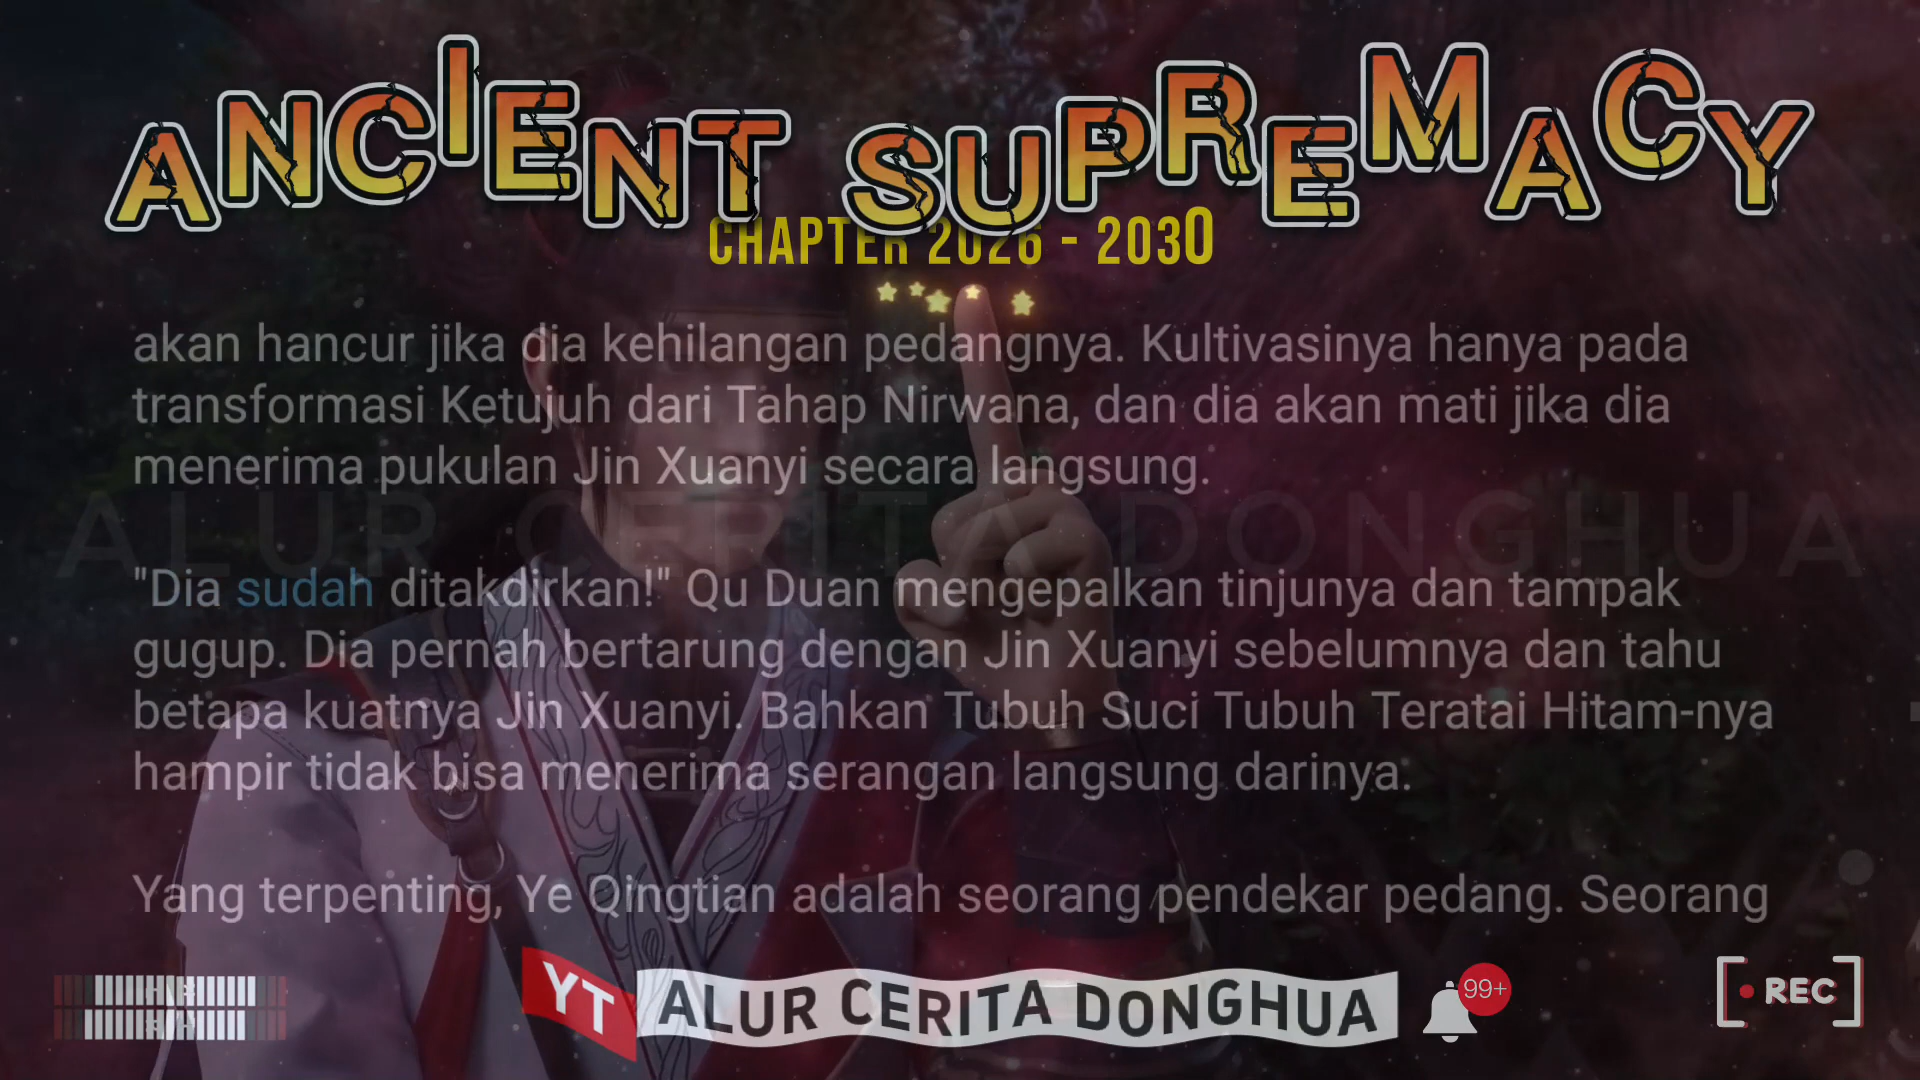 ANCIENT SUPREMACY
CHAPTER 2026 - 2030
akan hancur jika dia kehilangan pedangnya. Kultivasinya hanya pada
transformasi Ketujuh dari Tahap Nirwana, dan dia akan mati jika dia
menerima pukulan Jin Xuanyi secara langsung.
ALUR CERITA DONGHUA
"Dia sudah ditakdirkan!" Qu Duan mengepalkan tinjunya dan tampak
gugup. Dia pernah bertarung dengan Jin Xuanyi sebelumnya dan tahu
betapa kuatnya Jin Xuanyi. Bahkan Tubuh Suci Tubuh Teratai Hitam-nya
hampir tidak bisa menerima serangan langsung darinya.
Yang terpenting, Ye Qingtian adalah seorang pendekar pedang. Seorang
YT ALUR CERITA DONGHUA
99+
REC